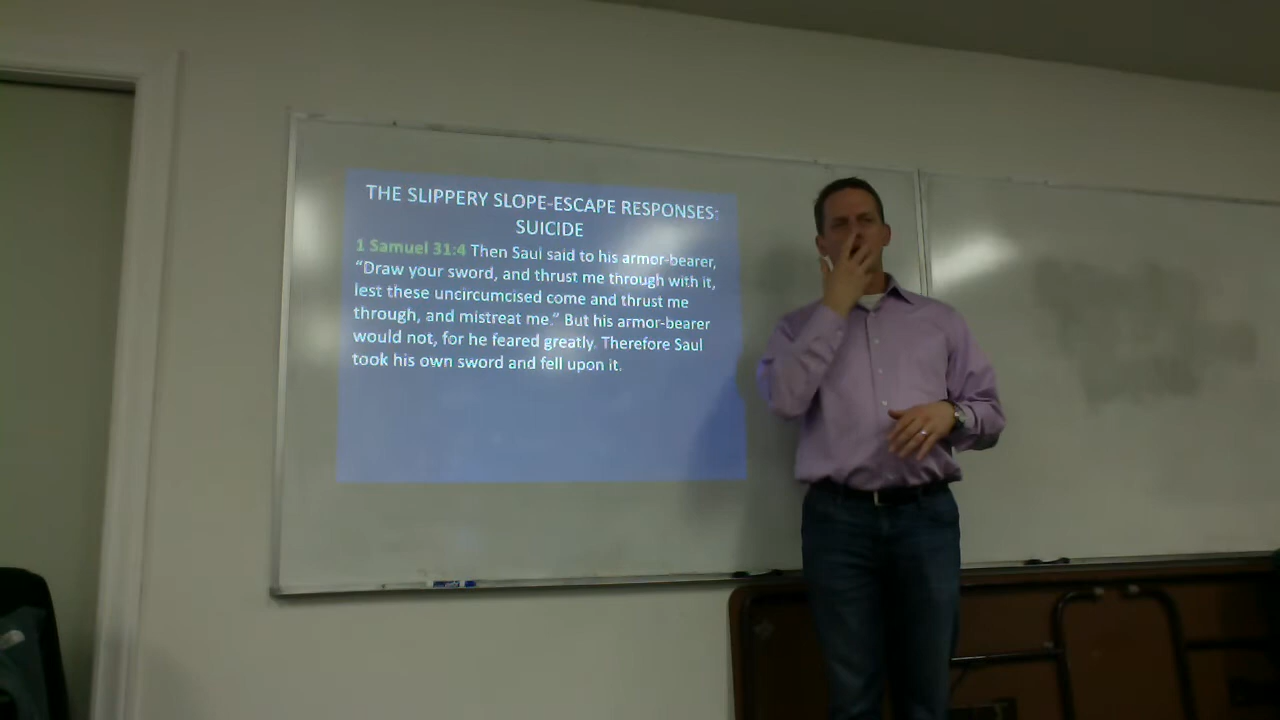 THE SLIPPERY SLOPE-ESCAPE RESPONSES:
SUICIDE
1 Samuel 31:4 Then Saul said to his armor-bearer,
“Draw your sword, and thrust me through with it,
lest these uncircumcised come and thrust me
through, and mistreat me.” But his armor-bearer
would not, for he feared greatly. Therefore Saul
took his own sword and fell upon it.